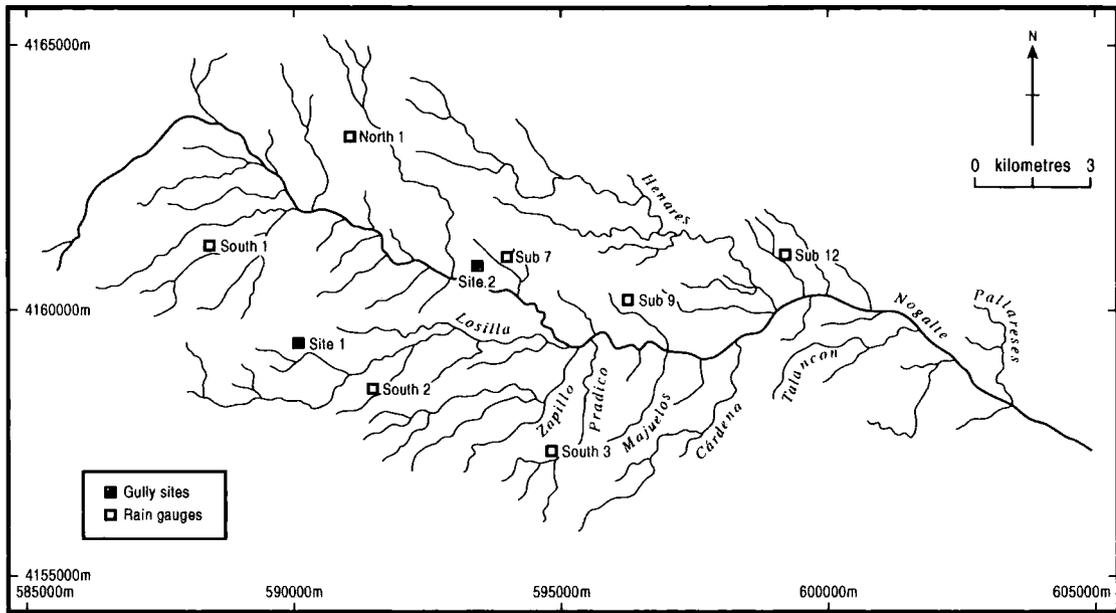 4165000m
N
North 1
0 kilometres 3
Henares
South 1
Sub 7
Sub 12
Site 2
Sub 9
4160000m
Nogalte
Pallareses
Losilla
Site 1
Tulancon
South 2
Zapillo
Pradico
Majuelos
Cárdena
South 3
Gully sites
Rain gauges
4155000m
585000m 590000m 595000m 600000m 605000m